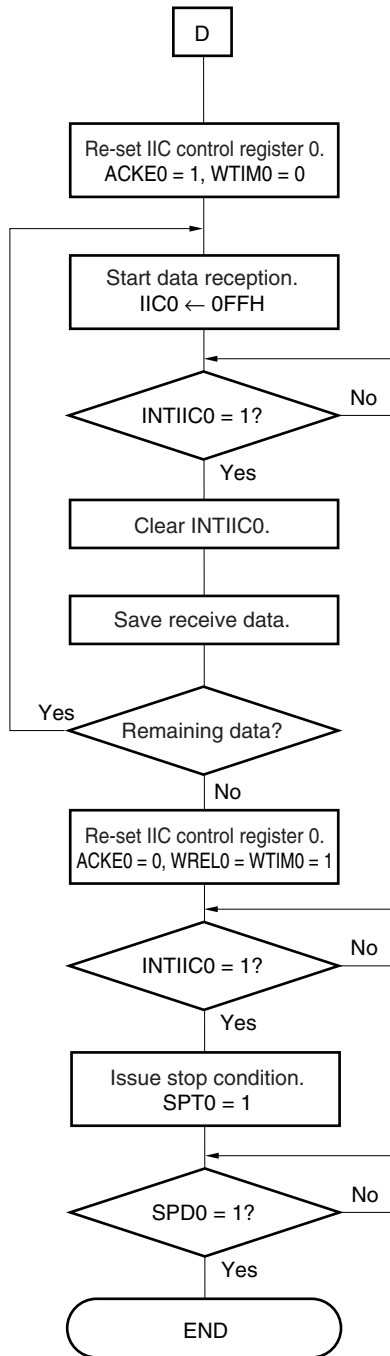 D
Re-set IIC control register 0.
ACKE0 = 1, WTIM0 = 0
Start data reception.
IIC0 ← 0FFH
INTIIC0 = 1?
No
Yes
Clear INTIIC0.
Save receive data.
Yes
Remaining data?
No
Re-set IIC control register 0.
ACKE0 = 0, WREL0 = WTIM0 = 1
INTIIC0 = 1?
No
Yes
Issue stop condition.
SPT0 = 1
SPD0 = 1?
No
Yes
END